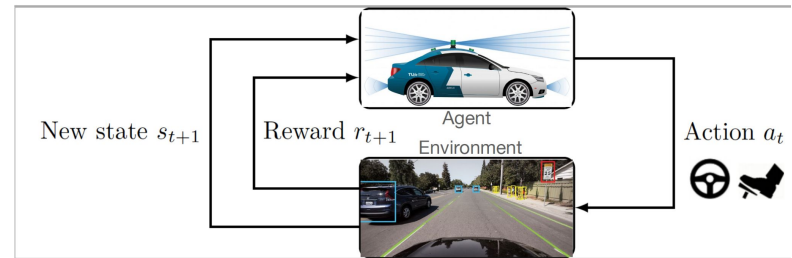 Agent
New state s_{t+1}
Reward r_{t+1}
Action a_t
Environment